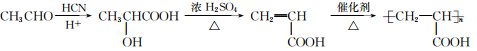 CH₃CHO HCN H⁺ CH₃CHCOOH OH 浓 H₂SO₄ △ CH₂=CH COOH 催化剂 △ [CH₂—CH]ₙ COOH